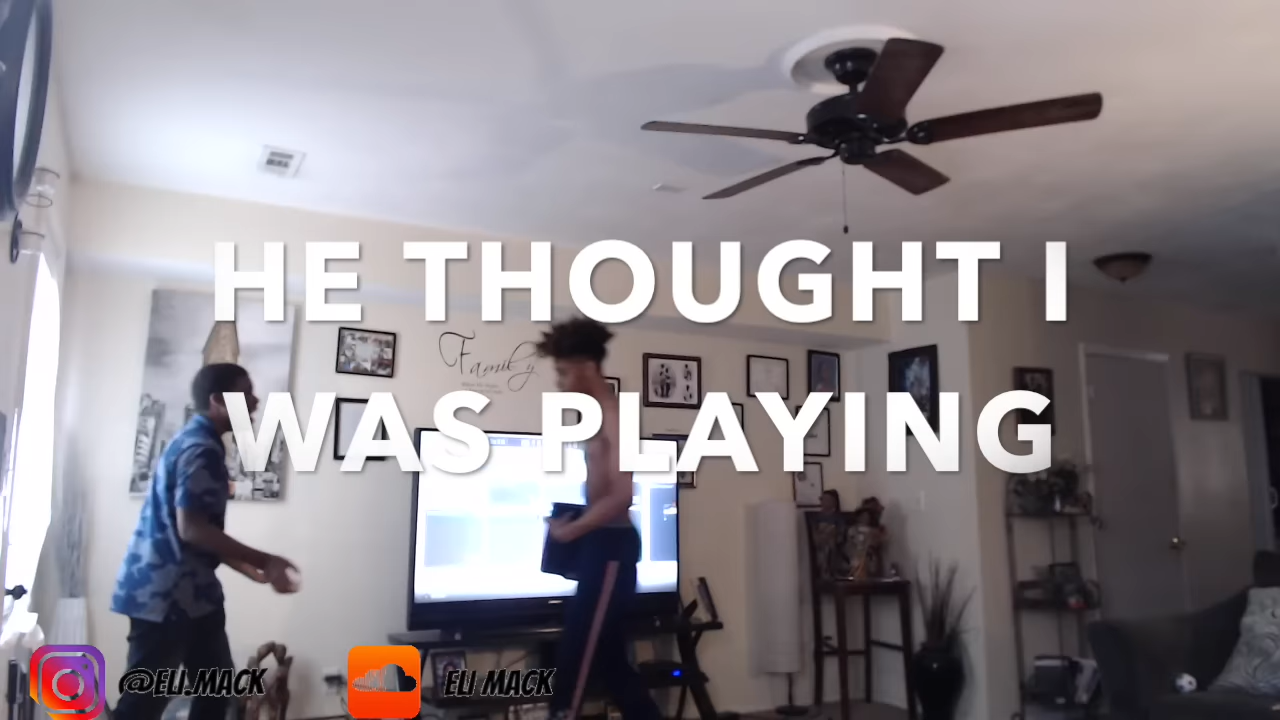 HE THOUGHT I
Family
WAS PLAYING
@ELI.MACK
ELI MACK